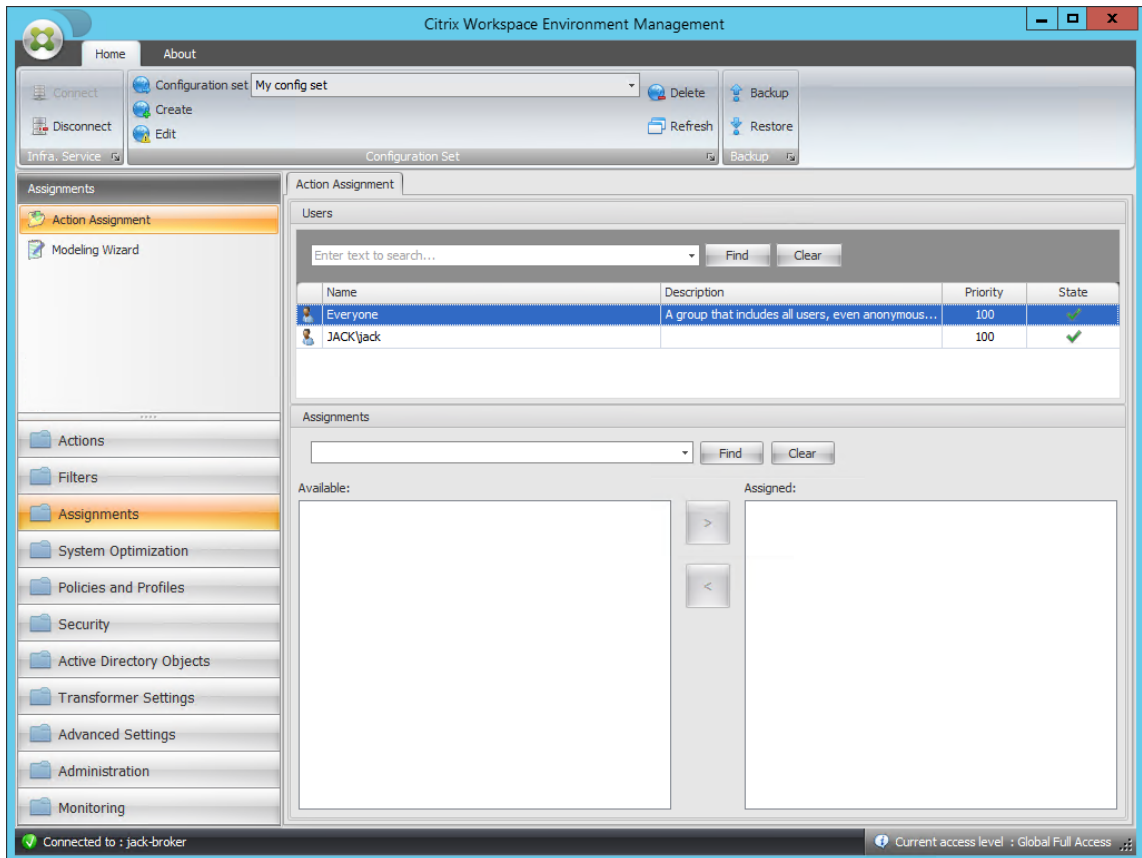 Citrix Workspace Environment Management
Home About
Connect
Disconnect
Infra. Service
Configuration set My config set
Create
Edit
Delete
Refresh
Configuration Set
Backup
Restore
Backup
Assignments
Action Assignment
Modeling Wizard
Actions
Filters
Assignments
System Optimization
Policies and Profiles
Security
Active Directory Objects
Transformer Settings
Advanced Settings
Administration
Monitoring
Action Assignment
Users
Enter text to search... Find Clear
Name Description Priority State
Everyone A group that includes all users, even anonymous... 100
JACK\jack 100
Assignments
Find Clear
Available: Assigned:
>
<
Connected to : jack-broker Current access level : Global Full Access